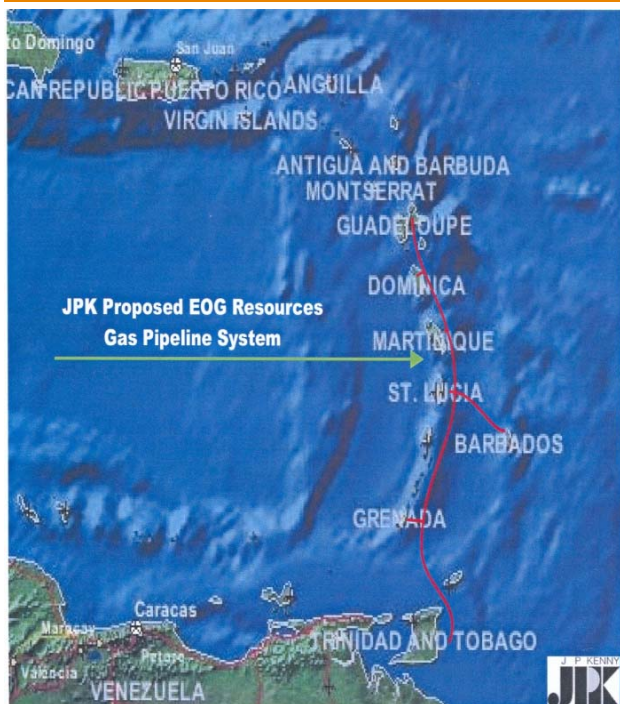 to Domingo
San Juan
CAN REPUBLIC
PUERTO RICO
ANGUILLA
VIRGIN ISLANDS
ANTIGUA AND BARBUDA
MONTSERRAT
GUADELOUPE
DOMINICA
JPK Proposed EOG Resources
Gas Pipeline System
MARTINIQUE
ST. LUCIA
BARBADOS
GRENADA
Caracas
Maracay
TRINIDAD AND TOBAGO
Petare
Valencia
VENEZUELA
J P KENNY
JPK